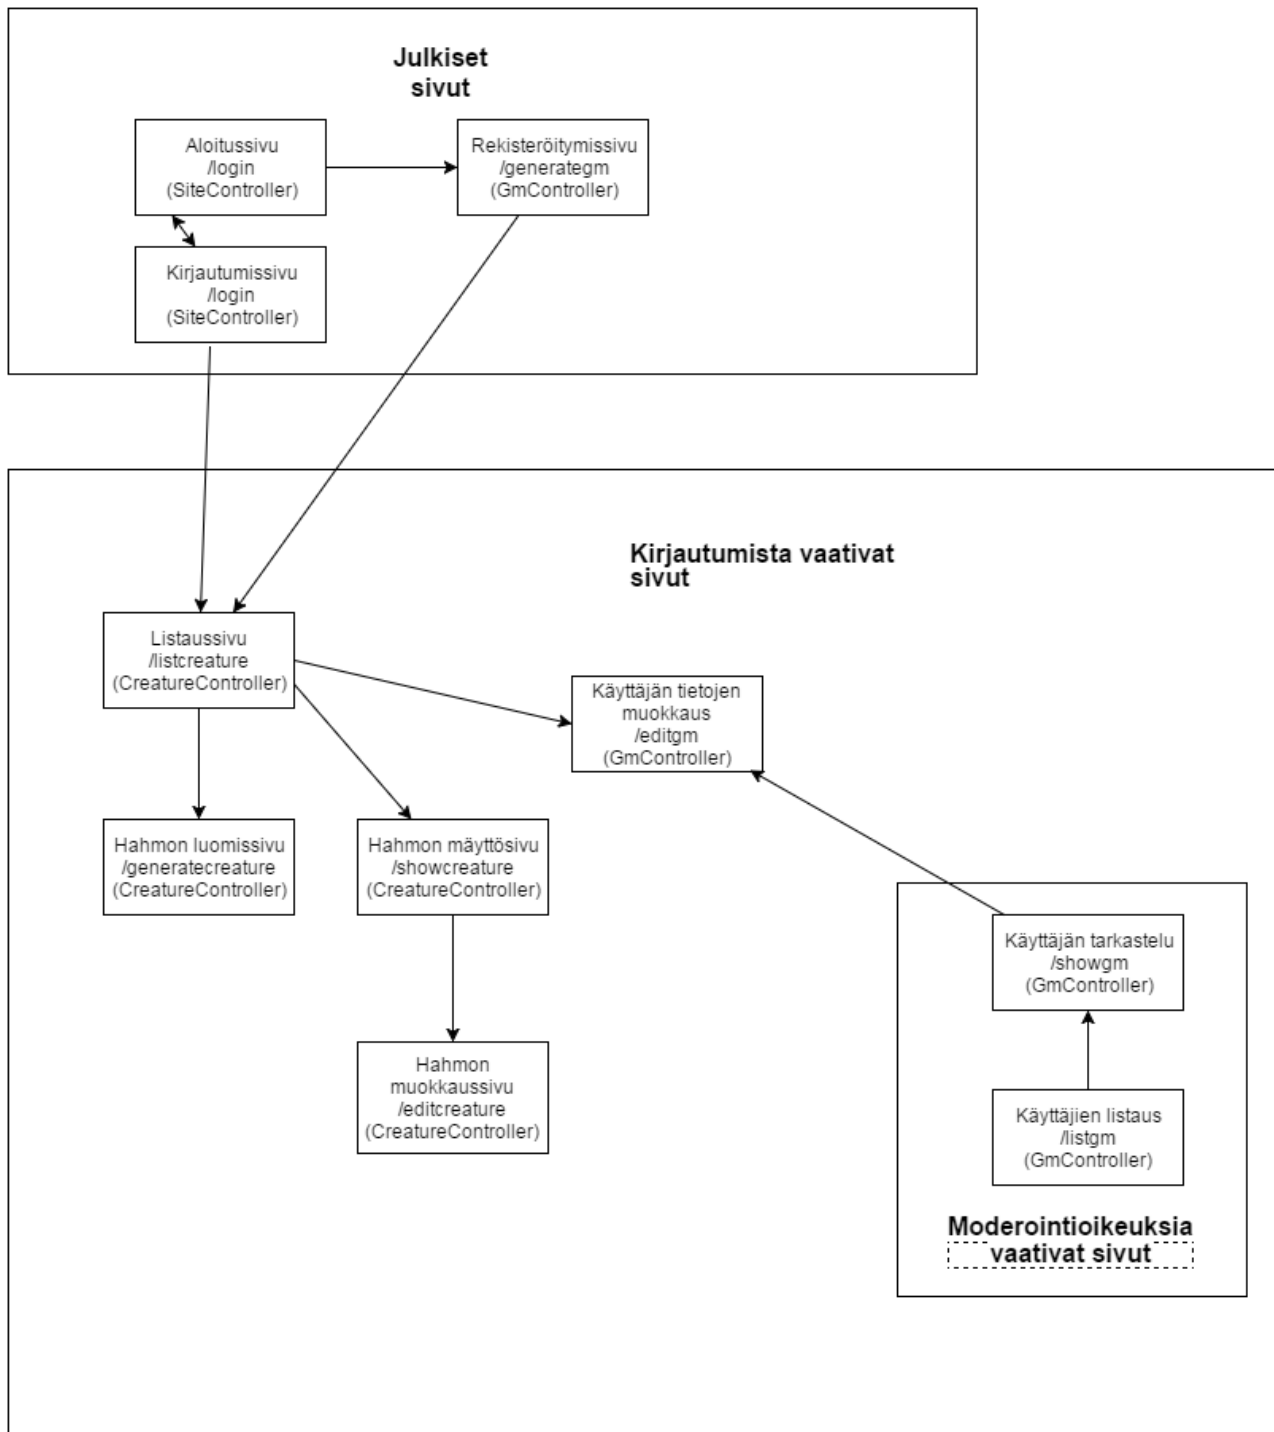 Julkiset
sivut
Aloitussivu
/login
(SiteController)
Rekisteröitymissivu
/generategm
(GmController)
Kirjautumissivu
/login
(SiteController)
Kirjautumista vaativat
sivut
Listaussivu
/listcreature
(CreatureController)
Käyttäjän tietojen
muokkaus
/editgm
(GmController)
Hahmon luomissivu
/generatecreature
(CreatureController)
Hahmon mäyttösivu
/showcreature
(CreatureController)
Käyttäjän tarkastelu
/showgm
(GmController)
Hahmon
muokkaussivu
/editcreature
(CreatureController)
Käyttäjien listaus
/listgm
(GmController)
Moderointioikeuksia
vaativat sivut